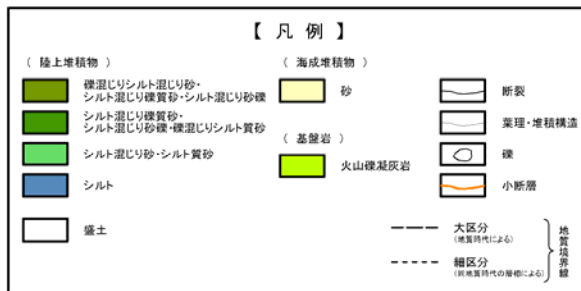 【 凡 例 】
（ 陸上堆積物 ）
礫混じりシルト混じり砂・
シルト混じり礫質砂・シルト混じり砂礫
シルト混じり礫質砂・
シルト混じり砂礫・礫混じりシルト質砂
シルト混じり砂・シルト質砂
シルト
盛土
（ 海成堆積物 ）
砂
（ 基盤岩 ）
火山礫凝灰岩
断裂
葉理・堆積構造
礫
小断層
大区分
(地質時代による)
細区分
(同地質時代の層相による)
地質境界線